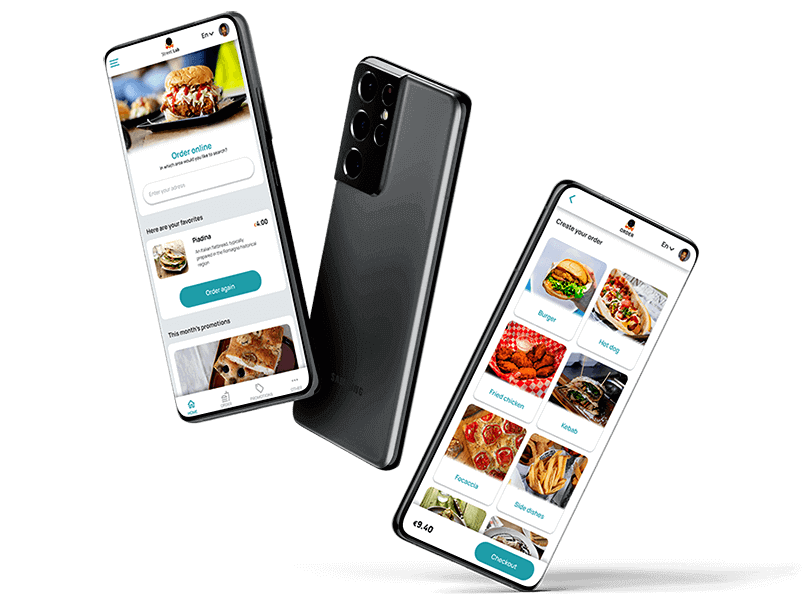 Street Lab
En
Order online
In which area would you like to search?
Enter your adress
Here are your favorites
Piadina
€4.00
An Italian flatbread, typically
prepared in the Romagna historical
region
Order again
This month's promotions
HOME
ORDER
PROMOTIONS
OTHER
SAMSUNG
ORDER
En
Create your order
Burger
Hot dog
Fried chicken
Kebab
Focaccia
Side dishes
€9.40
Checkout